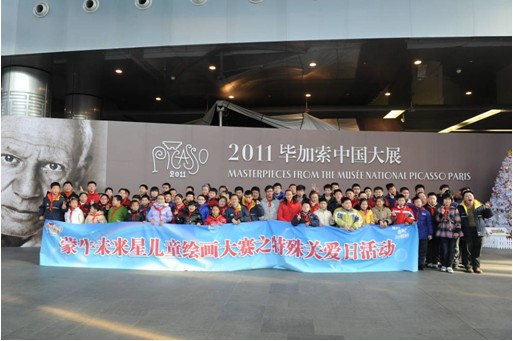 PICASSO
2011
2011 毕加索中国大展
MASTERPIECES FROM THE MUSÉE NATIONAL PICASSO PARIS
蒙牛未来星儿童绘画大赛之特殊关爱日活动